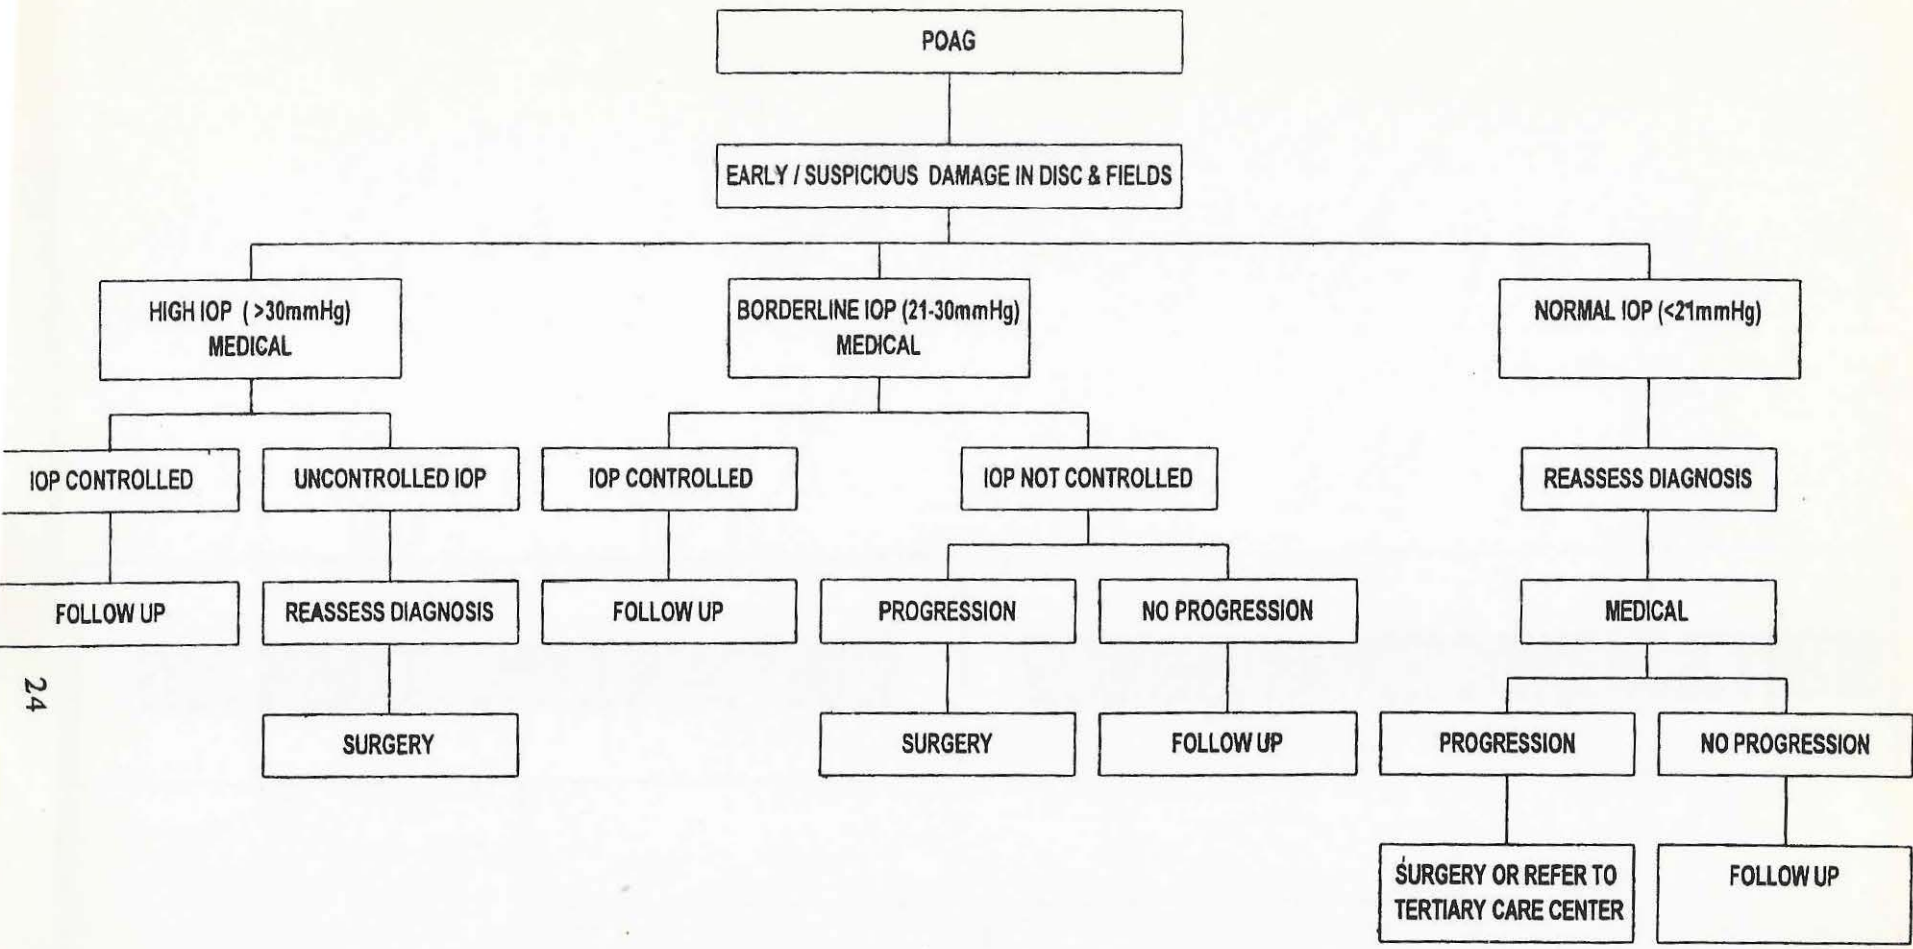 POAG
EARLY / SUSPICIOUS DAMAGE IN DISC & FIELDS
HIGH IOP ( >30mmHg)
MEDICAL
BORDERLINE IOP (21-30mmHg)
MEDICAL
NORMAL IOP (<21mmHg)
IOP CONTROLLED
UNCONTROLLED IOP
IOP CONTROLLED
IOP NOT CONTROLLED
REASSESS DIAGNOSIS
FOLLOW UP
REASSESS DIAGNOSIS
FOLLOW UP
PROGRESSION
NO PROGRESSION
MEDICAL
24
SURGERY
SURGERY
FOLLOW UP
PROGRESSION
NO PROGRESSION
SURGERY OR REFER TO
TERTIARY CARE CENTER
FOLLOW UP